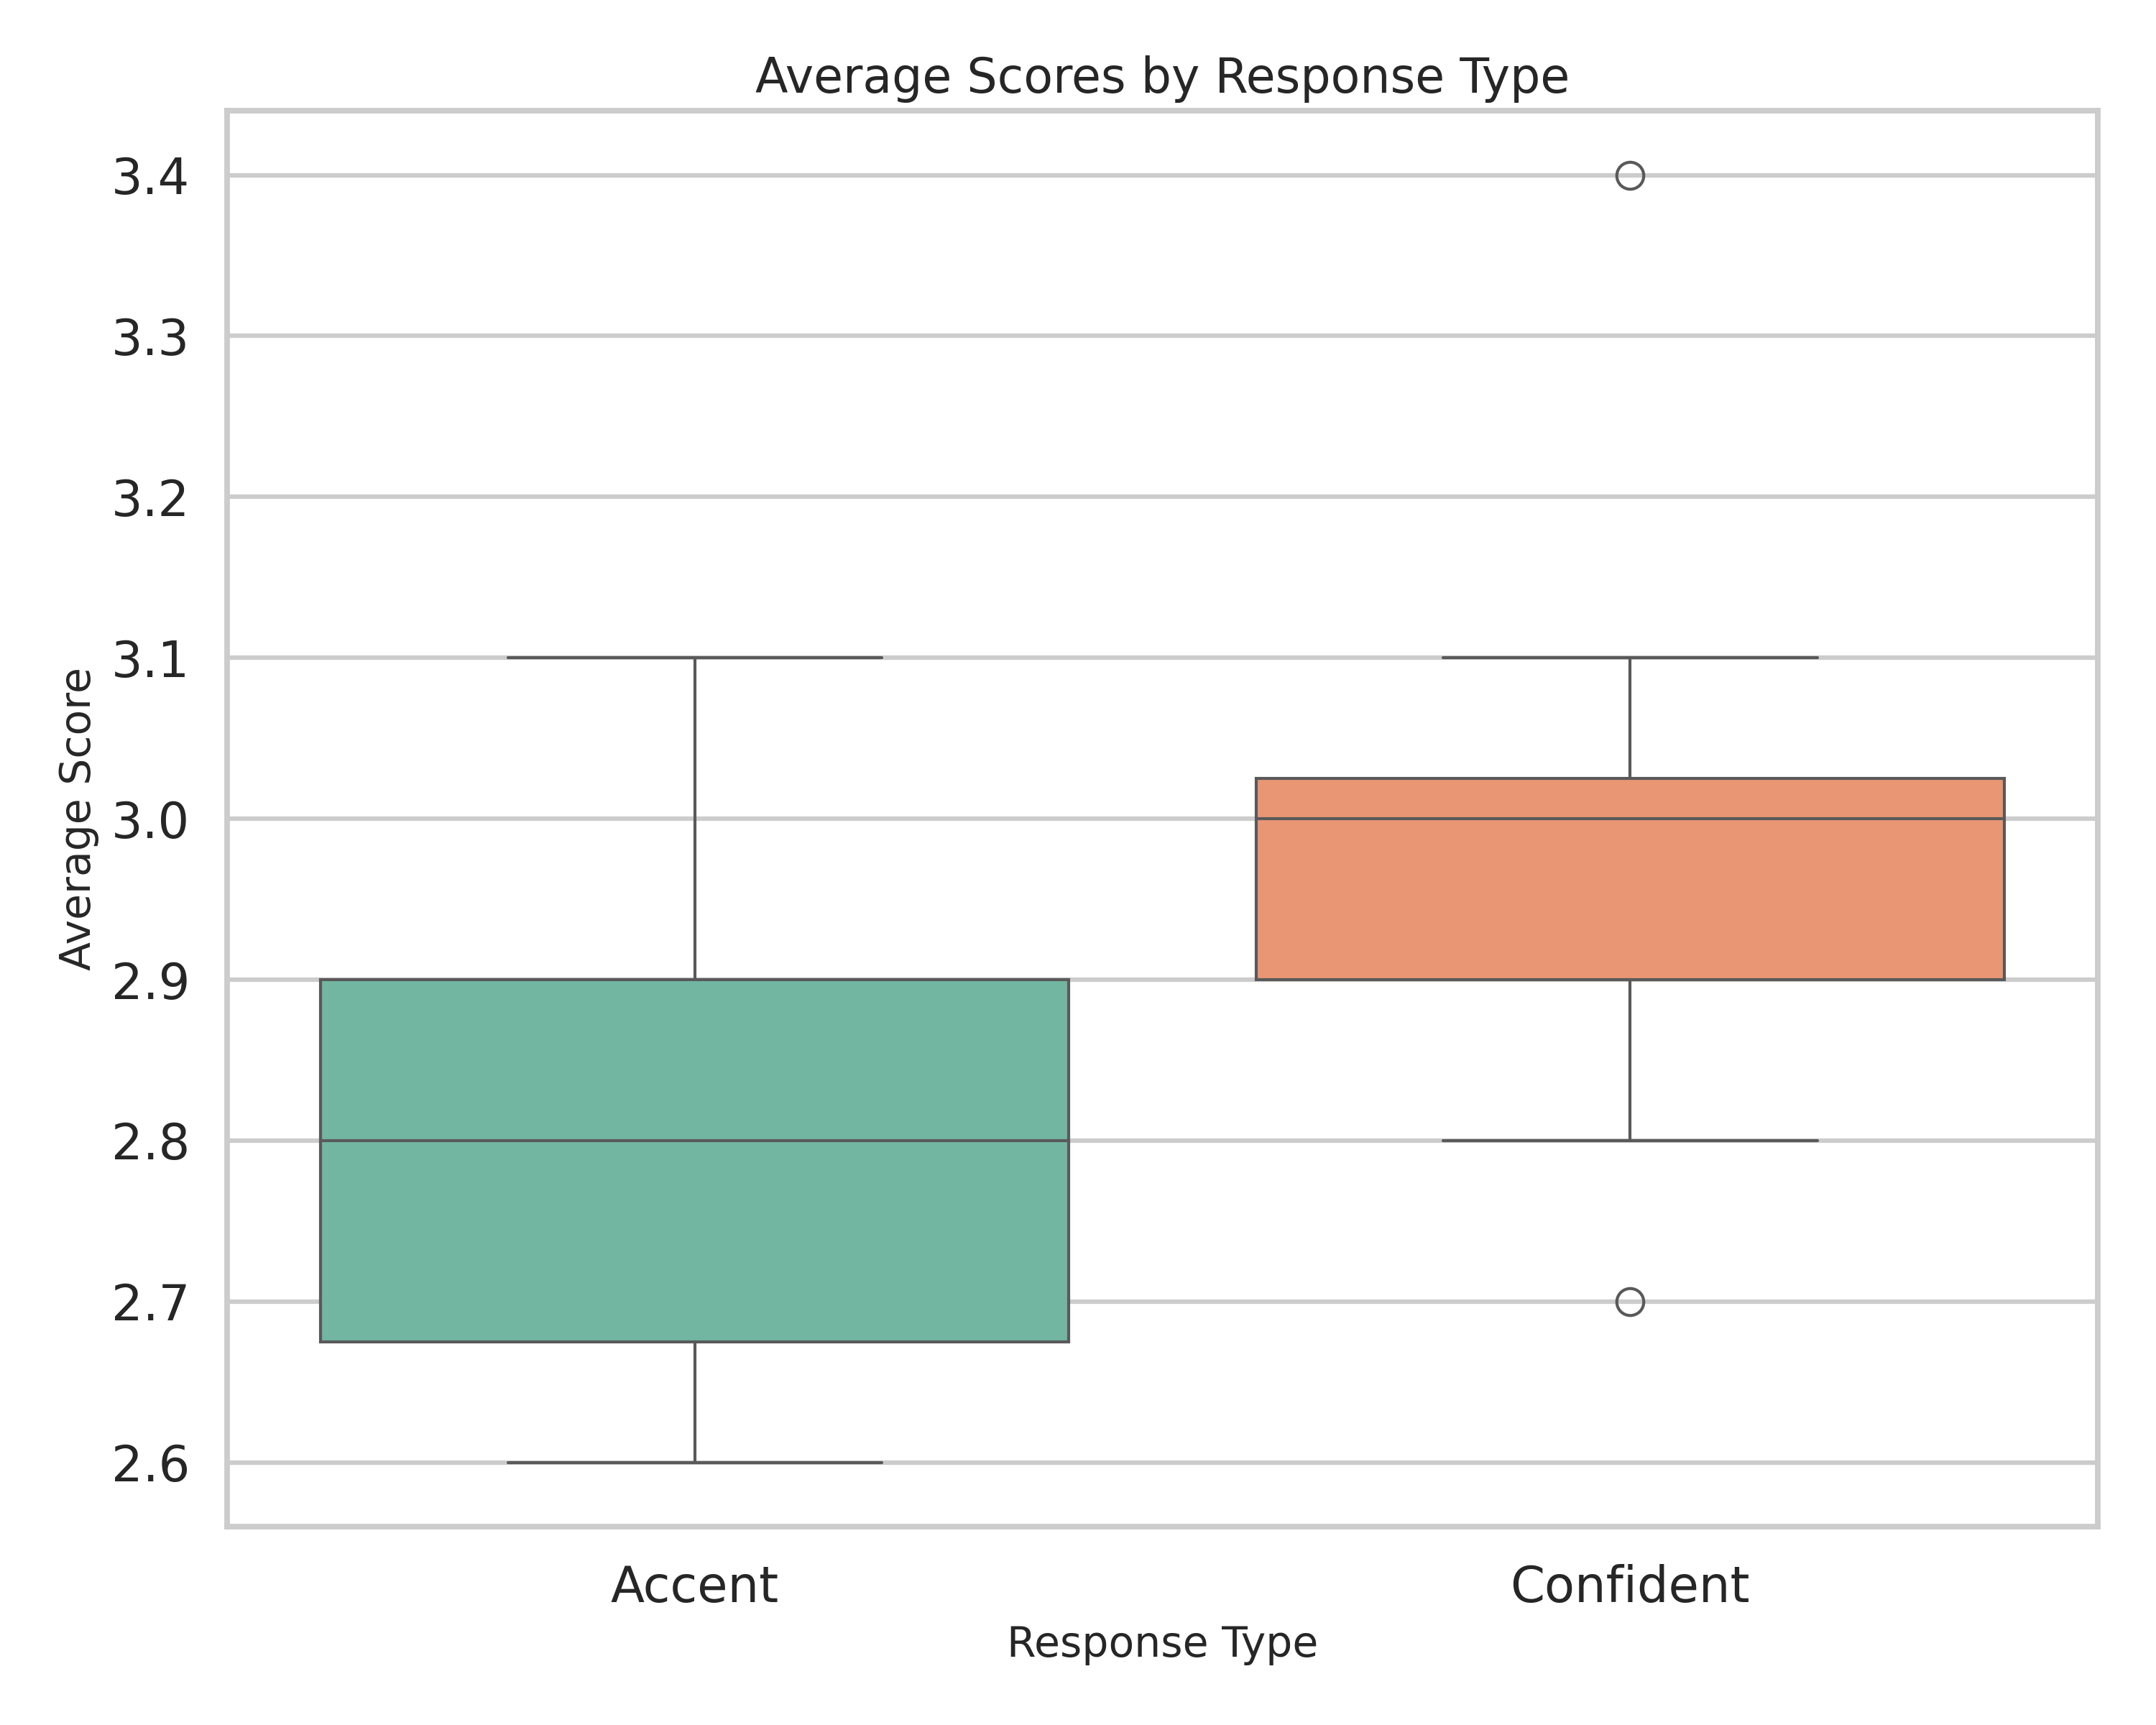 Average Scores by Response Type
Average Score
3.4
3.3
3.2
3.1
3.0
2.9
2.8
2.7
2.6
Accent Confident
Response Type